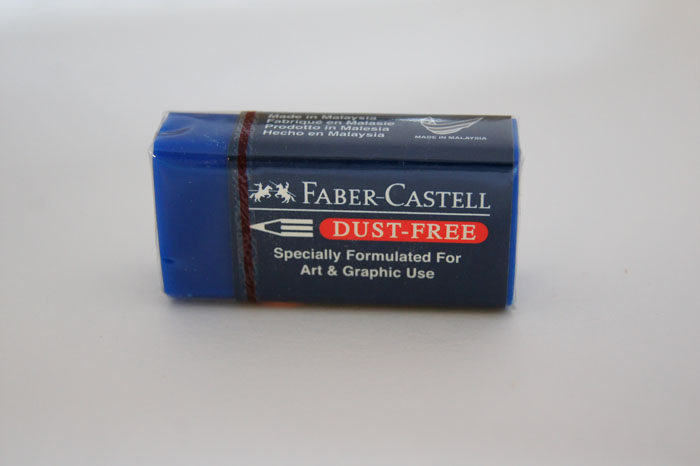 Made in Malaysia
Fabriqué en Malasie
Prodotto in Malesia
Hecho en Malaysia
MADE IN MALAYSIA
FABER-CASTELL
DUST-FREE
Specially Formulated For
Art & Graphic Use